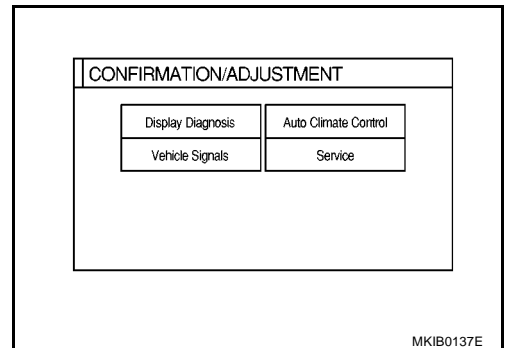 CONFIRMATION/ADJUSTMENT
Display Diagnosis Auto Climate Control
Vehicle Signals Service
MKIB0137E